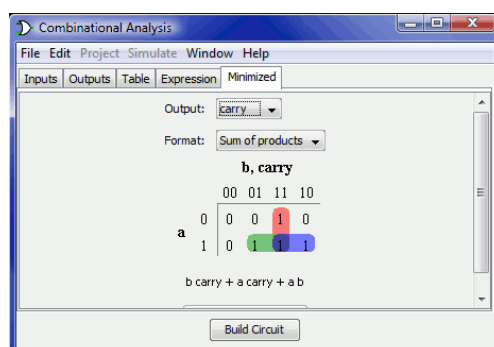 Combinational Analysis
File Edit Project Simulate Window Help
Inputs Outputs Table Expression Minimized
Output: carry
Format: Sum of products
b, carry
00 01 11 10
0 0 0 1 0
a
1 0 1 1 1
b carry + a carry + a b
Build Circuit